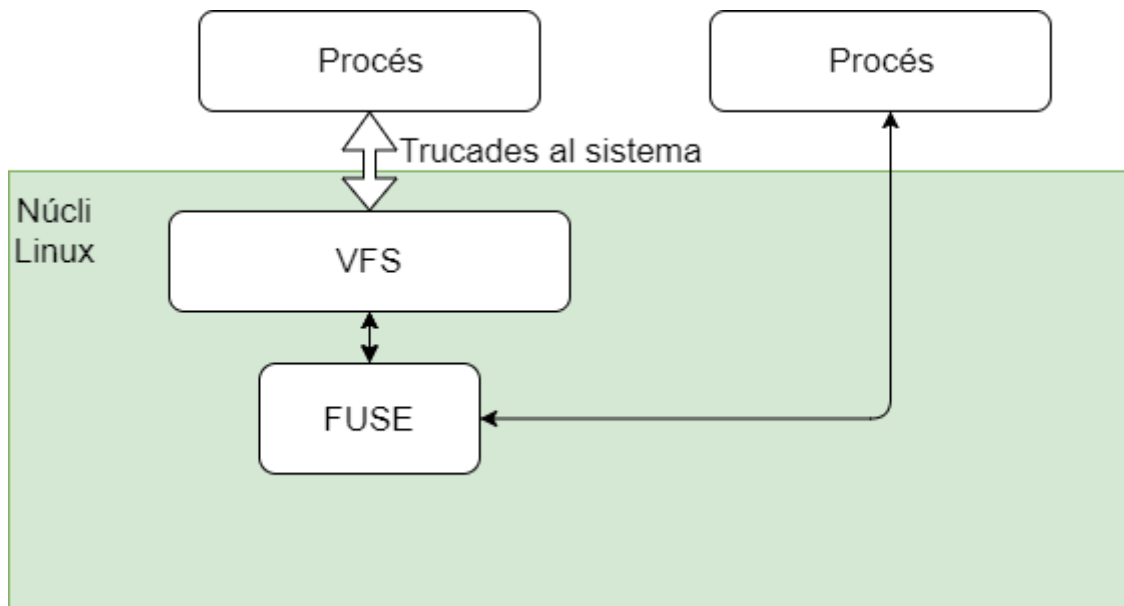 Procés
Procés
Trucades al sistema
Núcli
Linux
VFS
FUSE